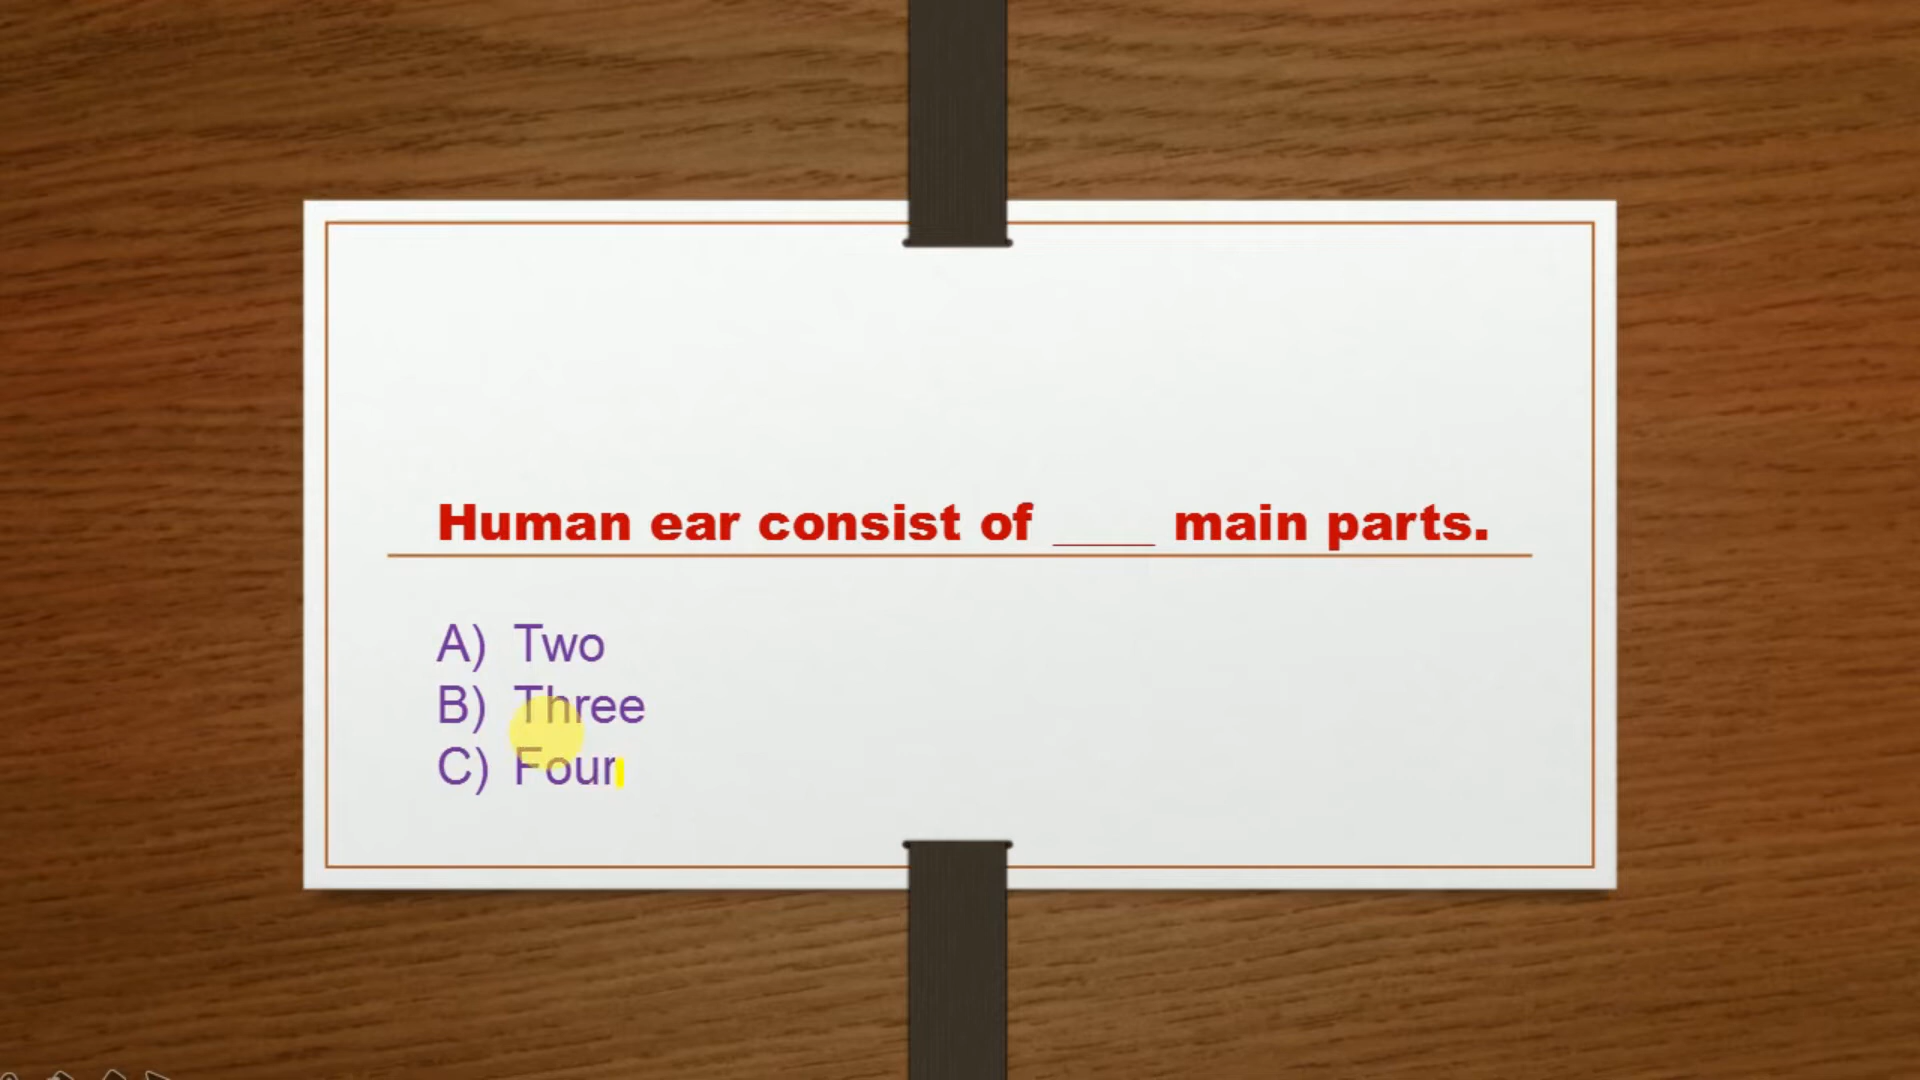 Human ear consist of ____ main parts.
A) Two
B) Three
C) Four